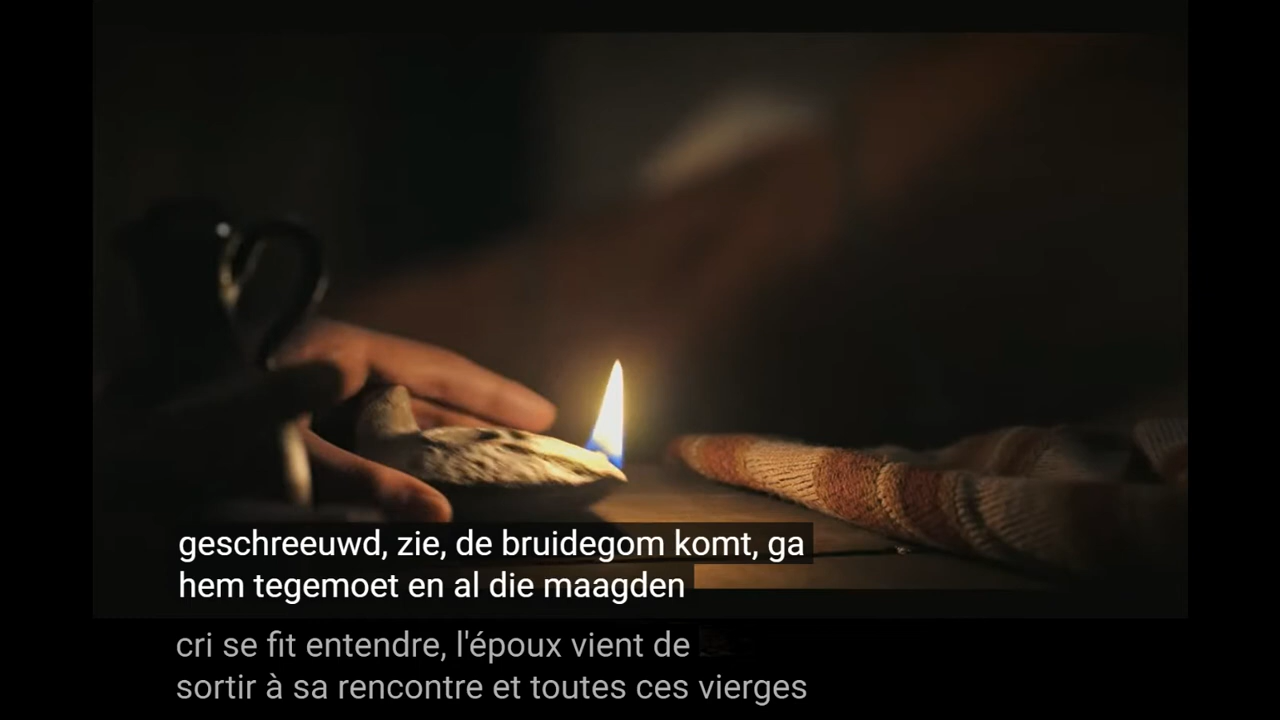 geschreeuwd, zie, de bruidegom komt, ga
hem tegemoet en al die maagden
cri se fit entendre, l'époux vient de
sortir à sa rencontre et toutes ces vierges